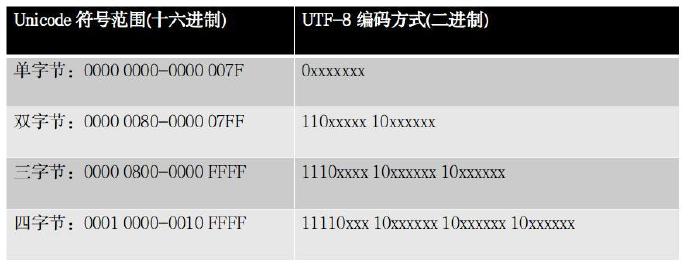 Unicode 符号范围(十六进制) UTF-8 编码方式(二进制)
单字节：0000 0000-0000 007F 0xxxxxxx
双字节：0000 0080-0000 07FF 110xxxxx 10xxxxxx
三字节：0000 0800-0000 FFFF 1110xxxx 10xxxxxx 10xxxxxx
四字节：0001 0000-0010 FFFF 11110xxx 10xxxxxx 10xxxxxx 10xxxxxx